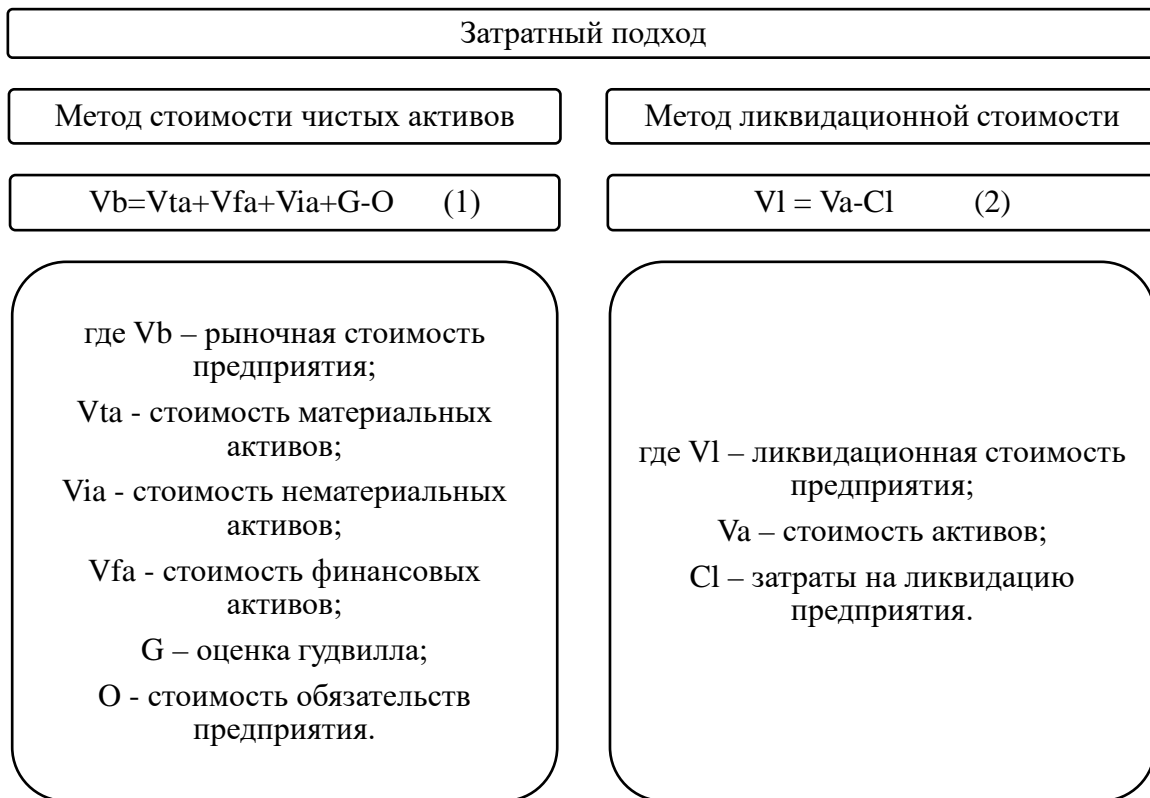 Затратный подход
Метод стоимости чистых активов
Метод ликвидационной стоимости
Vb=Vta+Vfa+Via+G-O (1)
Vl = Va-Cl (2)
где Vb – рыночная стоимость
предприятия;
Vta - стоимость материальных
активов;
Via - стоимость нематериальных
активов;
Vfa - стоимость финансовых
активов;
G – оценка гудвилла;
O - стоимость обязательств
предприятия.
где Vl – ликвидационная стоимость
предприятия;
Va – стоимость активов;
Cl – затраты на ликвидацию
предприятия.